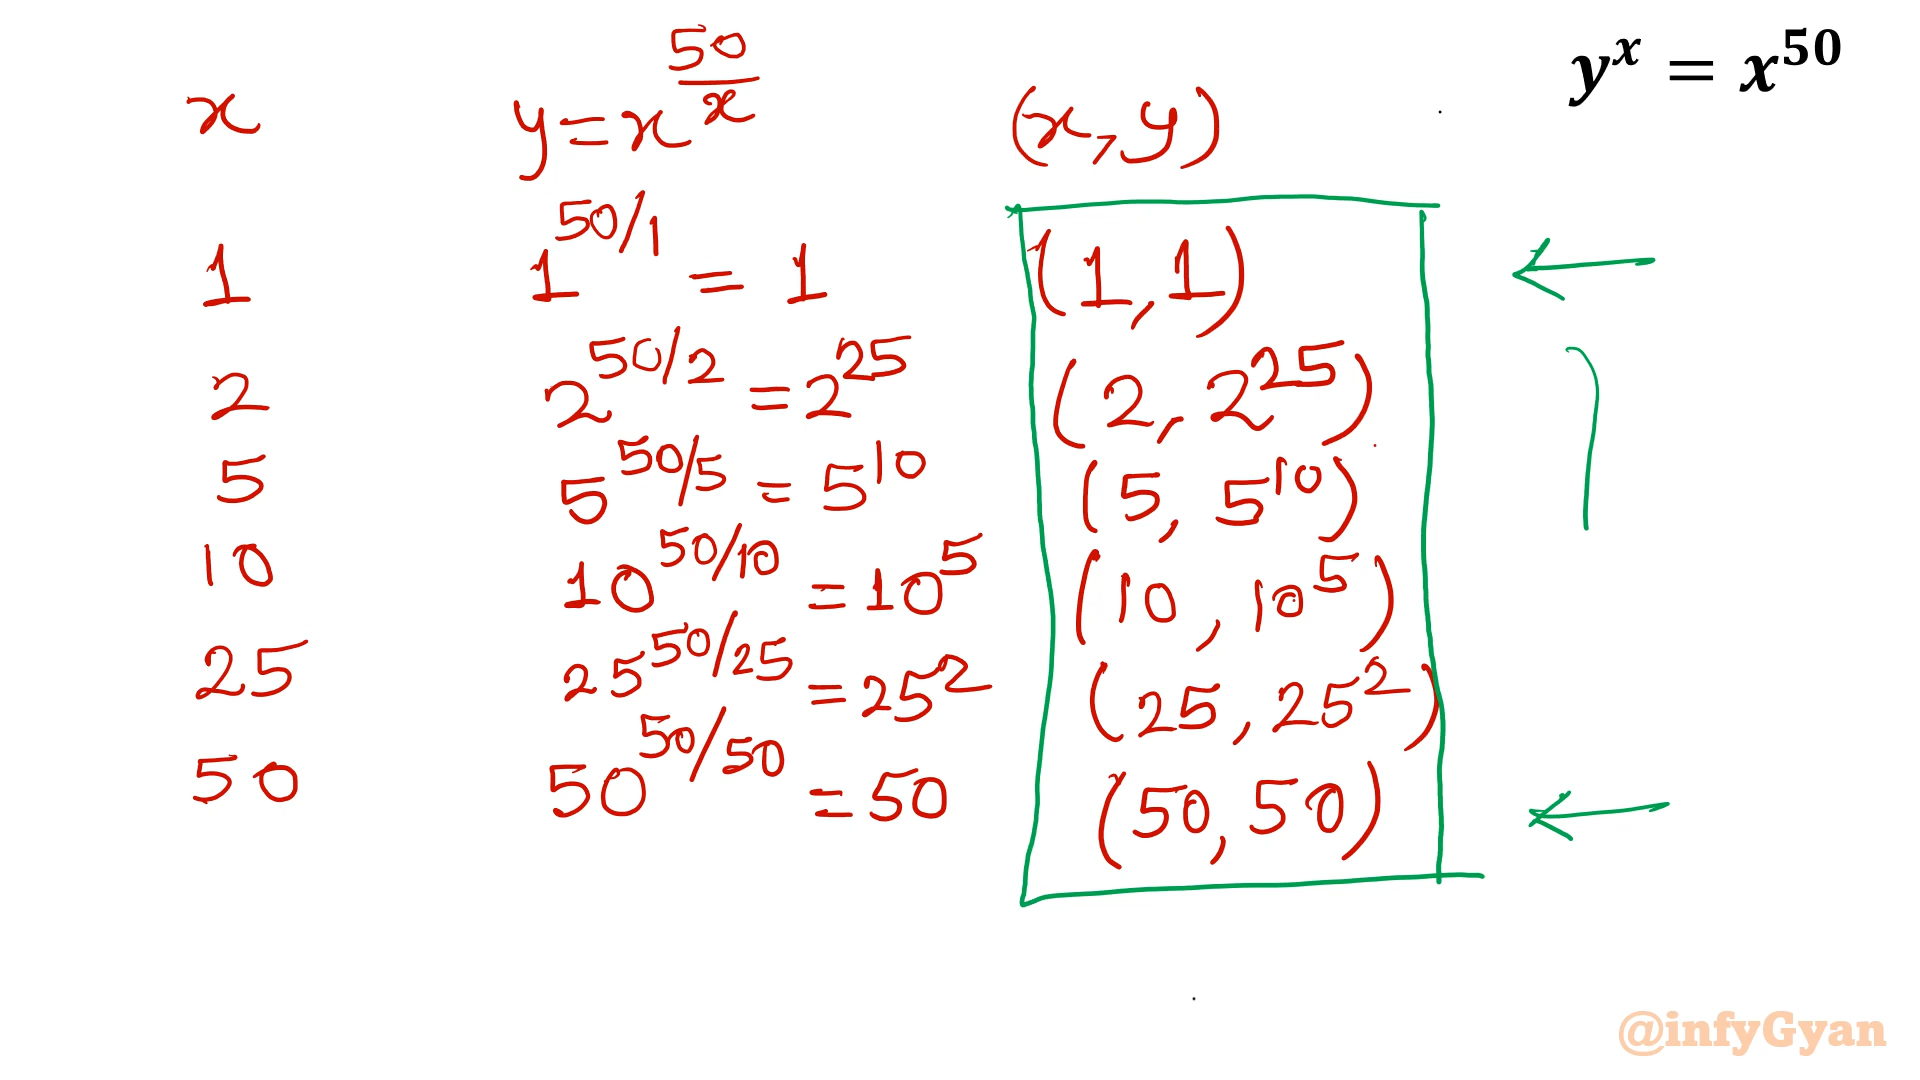 yˣ = x⁵⁰
x y = x^(50/x) (x, y)
1 1^(50/1) = 1 (1, 1)
2 2^(50/2) = 2^25 (2, 2^25)
5 5^(50/5) = 5^10 (5, 5^10)
10 10^(50/10) = 10^5 (10, 10^5)
25 25^(50/25) = 25^2 (25, 25^2)
50 50^(50/50) = 50 (50, 50)
@infyGyan